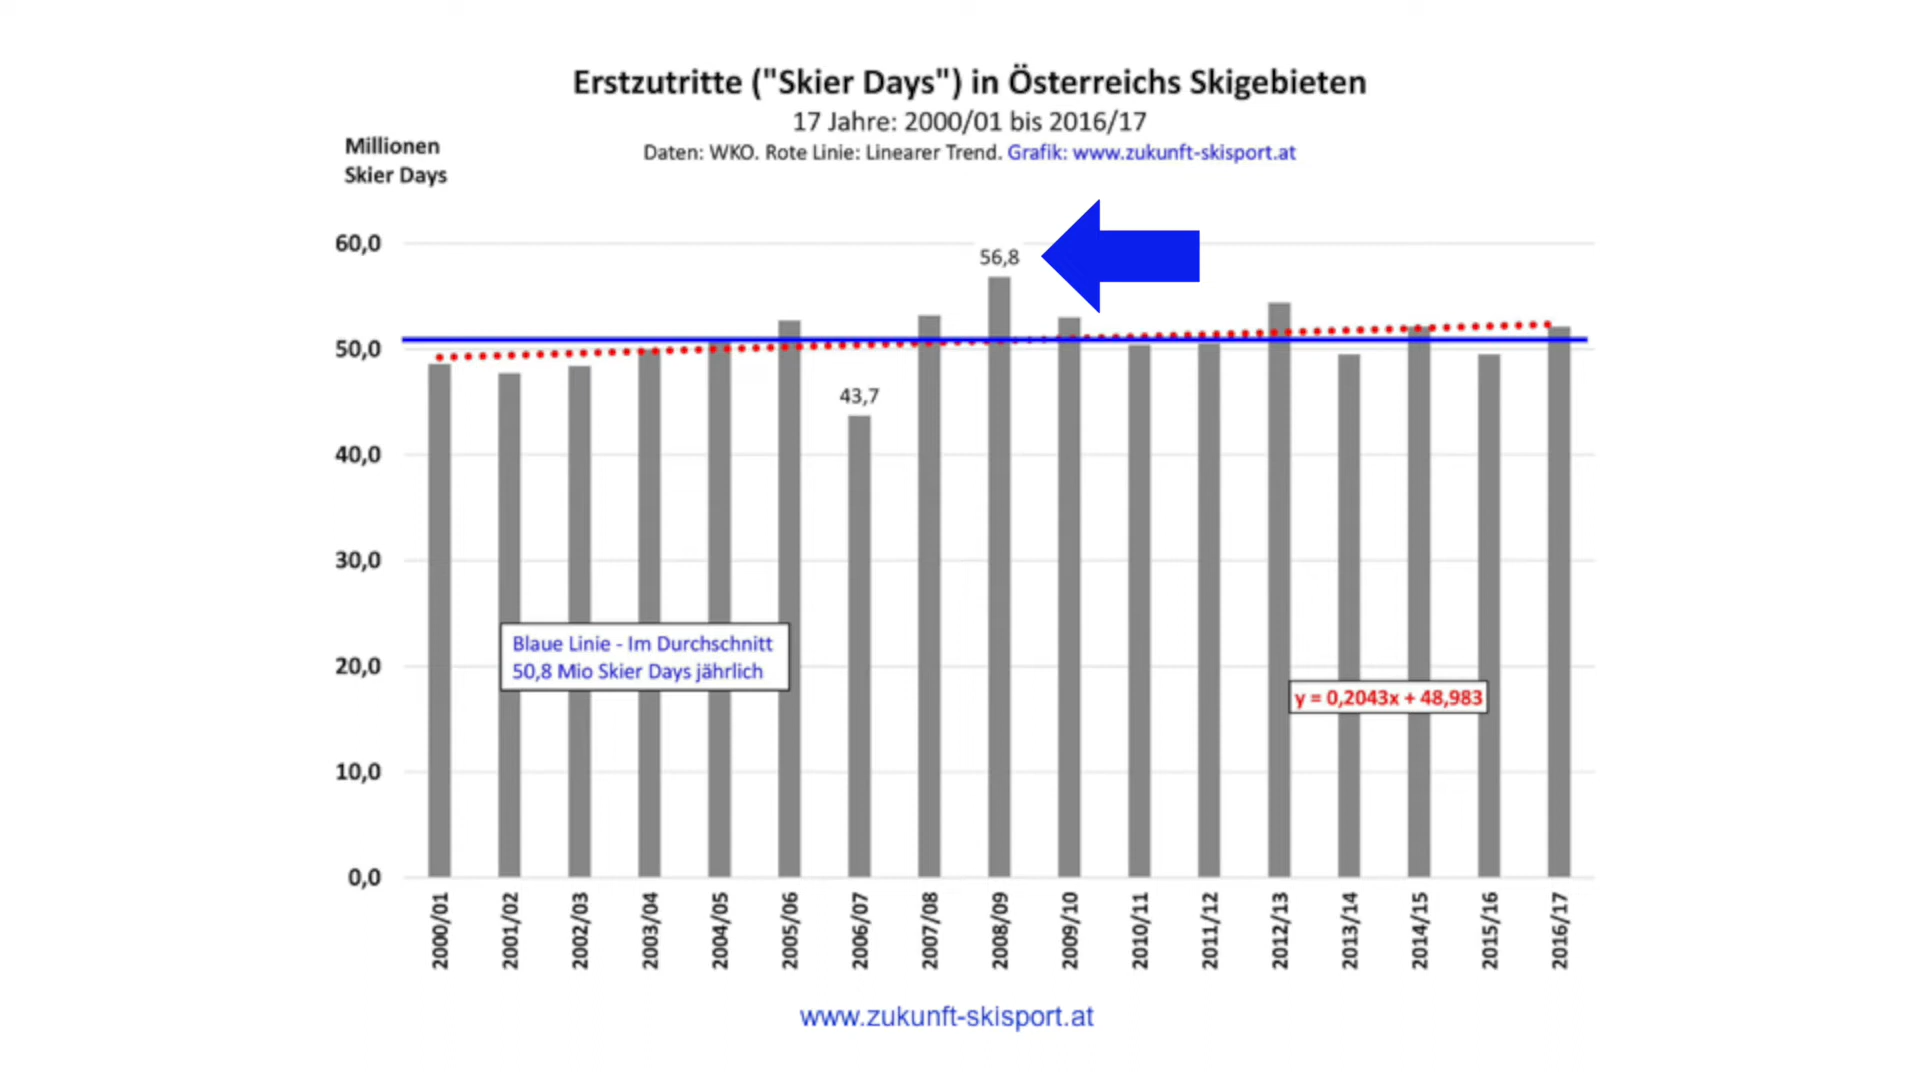 Erstzutritte ("Skier Days") in Österreichs Skigebieten
17 Jahre: 2000/01 bis 2016/17
Daten: WKO. Rote Linie: Linearer Trend. Grafik: www.zukunft-skisport.at
Millionen
Skier Days
60,0
56,8
50,0
43,7
40,0
30,0
Blaue Linie - Im Durchschnitt
50,8 Mio Skier Days jährlich
20,0
y = 0,2043x + 48,983
10,0
0,0
2000/01
2001/02
2002/03
2003/04
2004/05
2005/06
2006/07
2007/08
2008/09
2009/10
2010/11
2011/12
2012/13
2013/14
2014/15
2015/16
2016/17
www.zukunft-skisport.at